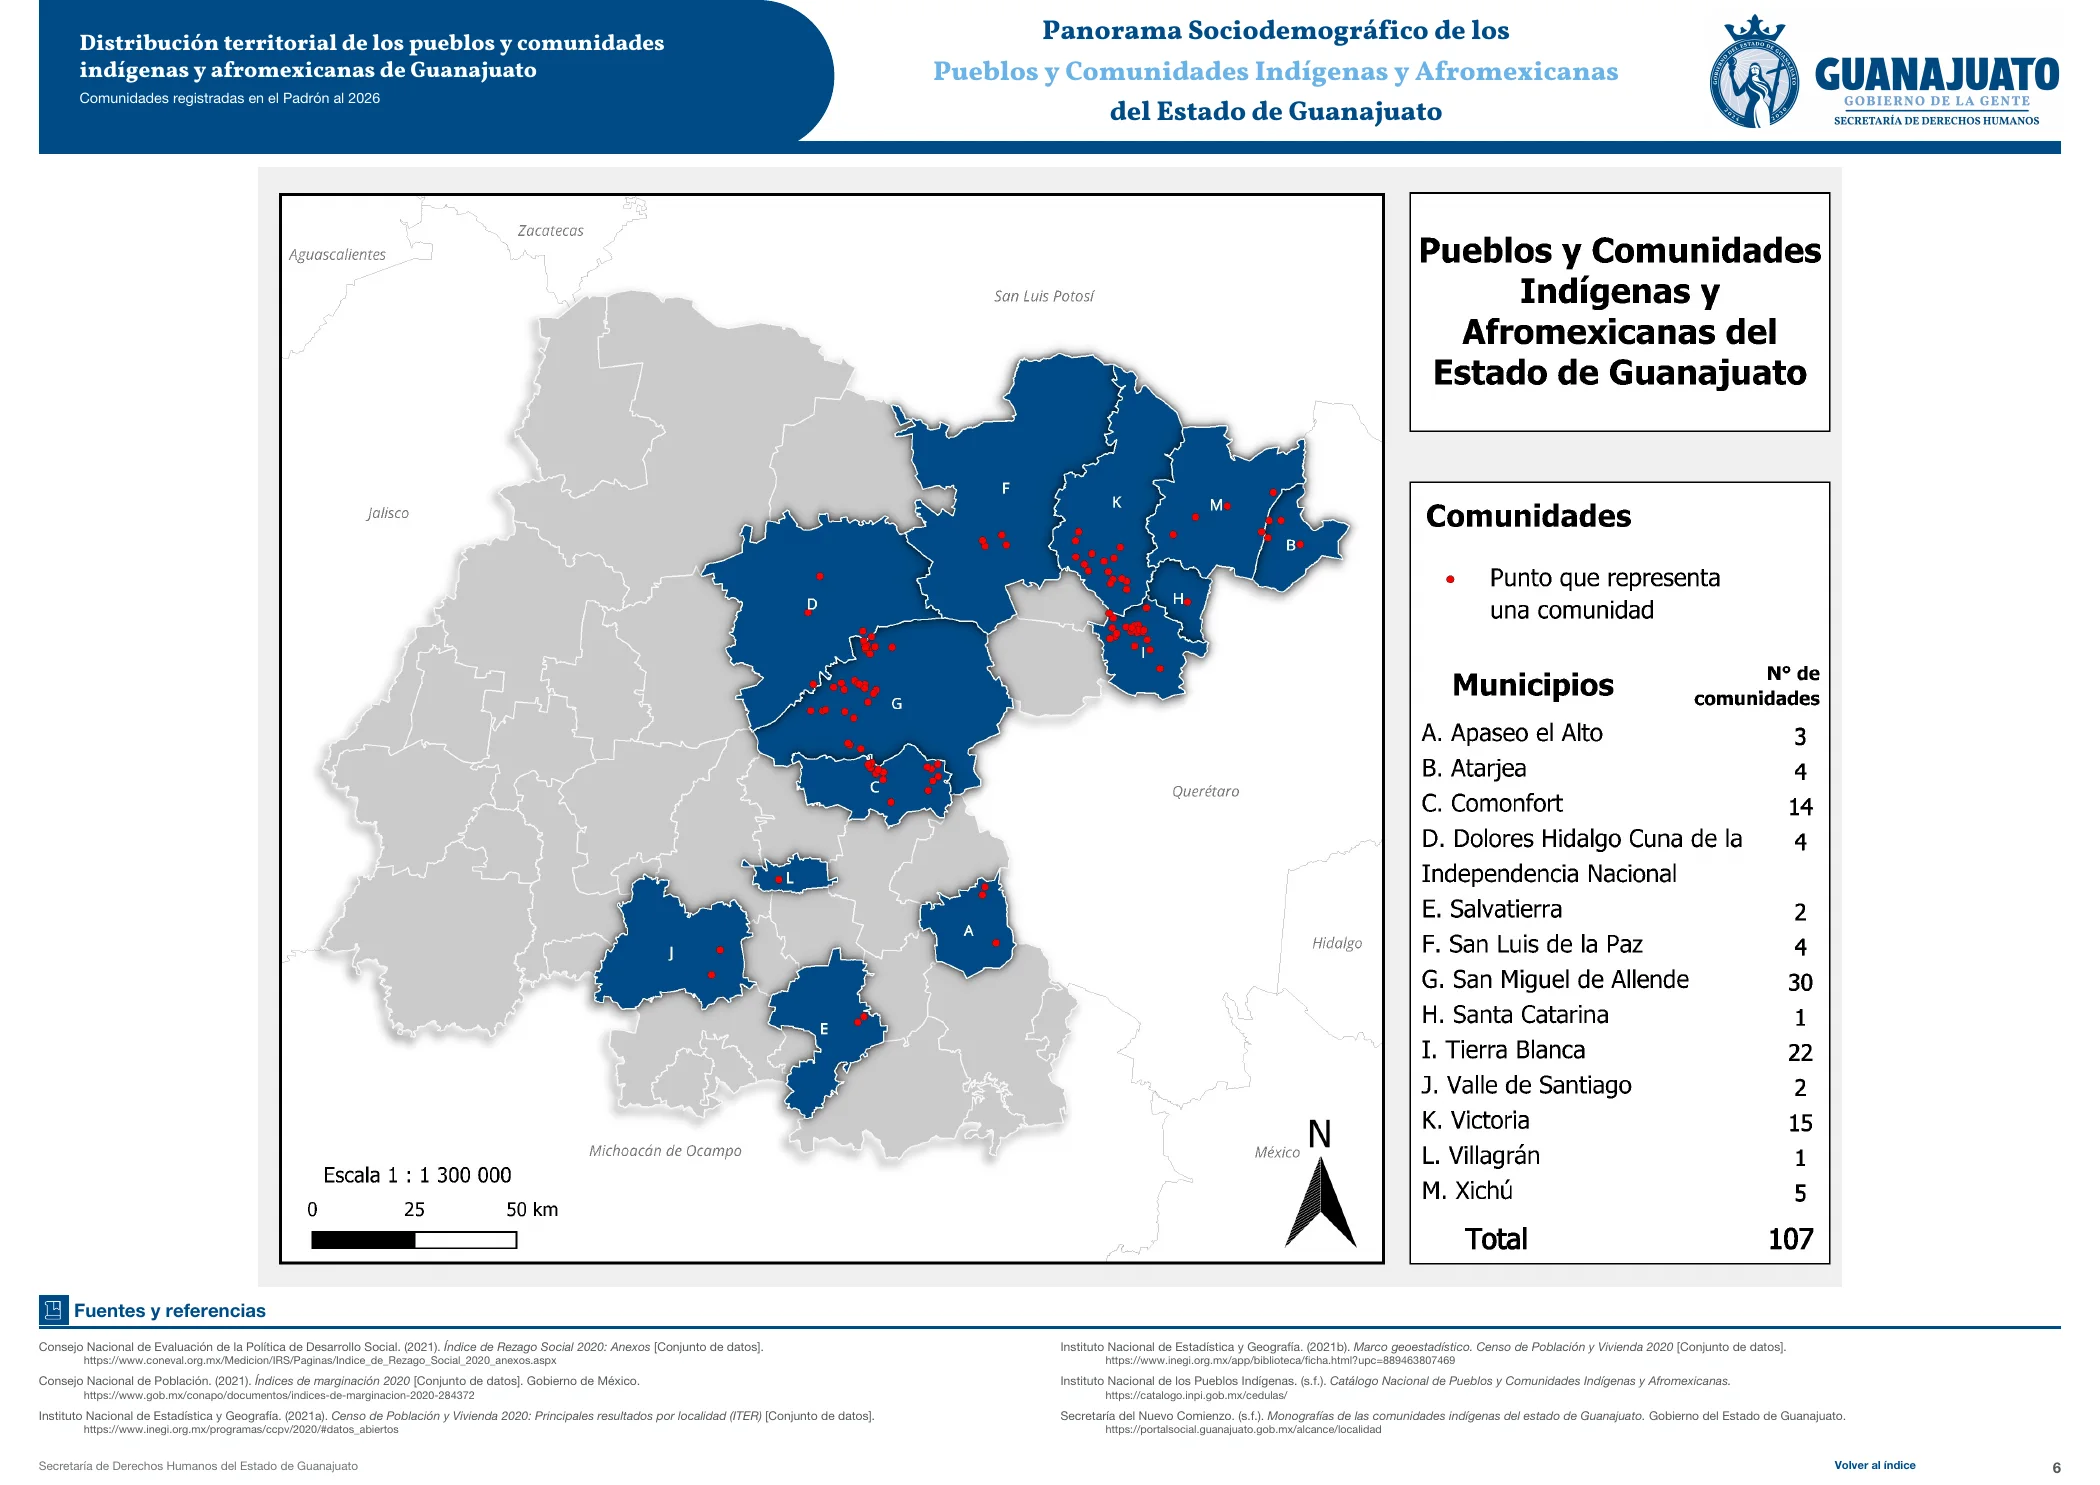 Distribución territorial de los pueblos y comunidades
indígenas y afromexicanas de Guanajuato
Comunidades registradas en el Padrón al 2026
Panorama Sociodemográfico de los
Pueblos y Comunidades Indígenas y Afromexicanas
del Estado de Guanajuato
GUANAJUATO
GOBIERNO DE LA GENTE
SECRETARÍA DE DERECHOS HUMANOS
Aguascalientes
Zacatecas
San Luis Potosí
Jalisco
Querétaro
Hidalgo
México
Michoacán de Ocampo
F
K
M
B
H
I
D
G
C
L
A
J
E
N
Escala 1 : 1 300 000
0 25 50 km
Pueblos y Comunidades
Indígenas y
Afromexicanas del
Estado de Guanajuato
Comunidades
Punto que representa
una comunidad
Municipios
N° de
comunidades
A. Apaseo el Alto 3
B. Atarjea 4
C. Comonfort 14
D. Dolores Hidalgo Cuna de la 4
Independencia Nacional
E. Salvatierra 2
F. San Luis de la Paz 4
G. San Miguel de Allende 30
H. Santa Catarina 1
I. Tierra Blanca 22
J. Valle de Santiago 2
K. Victoria 15
L. Villagrán 1
M. Xichú 5
Total 107
Fuentes y referencias
Consejo Nacional de Evaluación de la Política de Desarrollo Social. (2021). Índice de Rezago Social 2020: Anexos [Conjunto de datos].
https://www.coneval.org.mx/Medicion/IRS/Paginas/Indice_de_Rezago_Social_2020_anexos.aspx
Consejo Nacional de Población. (2021). Índices de marginación 2020 [Conjunto de datos]. Gobierno de México.
https://www.gob.mx/conapo/documentos/indices-de-marginacion-2020-284372
Instituto Nacional de Estadística y Geografía. (2021a). Censo de Población y Vivienda 2020: Principales resultados por localidad (ITER) [Conjunto de datos].
https://www.inegi.org.mx/programas/ccpv/2020/#datos_abiertos
Instituto Nacional de Estadística y Geografía. (2021b). Marco geoestadístico. Censo de Población y Vivienda 2020 [Conjunto de datos].
https://www.inegi.org.mx/app/biblioteca/ficha.html?upc=889463807469
Instituto Nacional de los Pueblos Indígenas. (s.f.). Catálogo Nacional de Pueblos y Comunidades Indígenas y Afromexicanas.
https://catalogo.inpi.gob.mx/cedulas/
Secretaría del Nuevo Comienzo. (s.f.). Monografías de las comunidades indígenas del estado de Guanajuato. Gobierno del Estado de Guanajuato.
https://portalsocial.guanajuato.gob.mx/alcance/localidad
Secretaría de Derechos Humanos del Estado de Guanajuato
Volver al índice
6